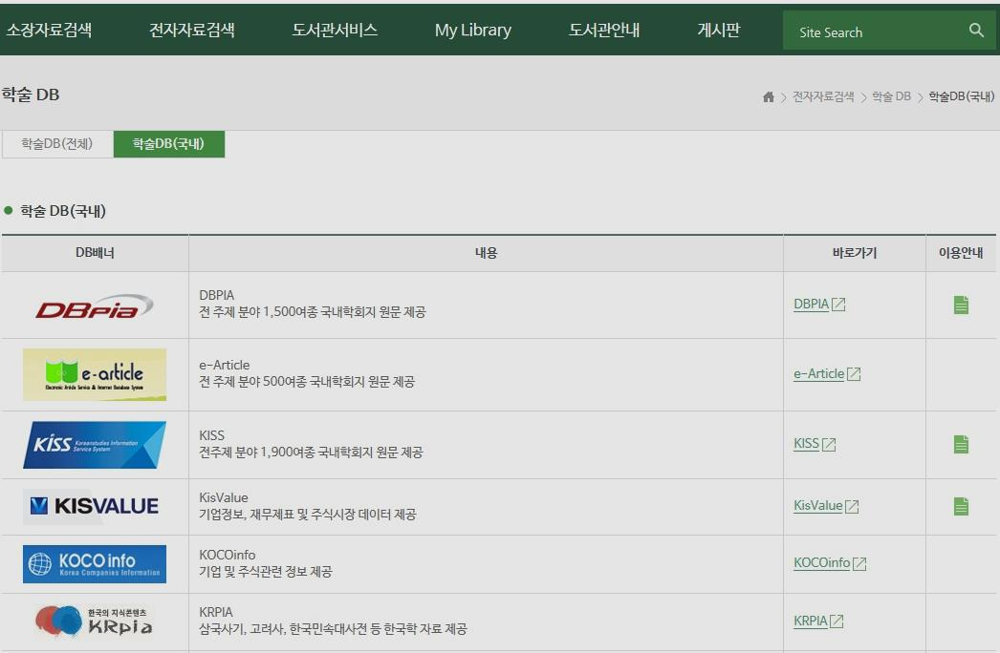 소장자료검색 전자자료검색 도서관서비스 My Library 도서관안내 게시판 Site Search
학술 DB
전자자료검색 학술 DB 학술DB(국내)
학술DB(전체) 학술DB(국내)
학술 DB(국내)
DB배너 내용 바로가기 이용안내
DBpia
DBPIA
전 주제 분야 1,500여종 국내학회지 원문 제공
DBPIA
e-article
Electronic Article Service & Internet Database System
e-Article
전 주제 분야 500여종 국내학회지 원문 제공
e-Article
KISS Koreanstudies Information
Service System
KISS
전주제 분야 1,900여종 국내학회지 원문 제공
KISS
KISVALUE
KisValue
기업정보, 재무제표 및 주식시장 데이터 제공
KisValue
KOCO info
Korea Companies Information
KOCOinfo
기업 및 주식관련 정보 제공
KOCOinfo
한국의 지식콘텐츠
KRpia
KRPIA
삼국사기, 고려사, 한국민속대사전 등 한국학 자료 제공
KRPIA